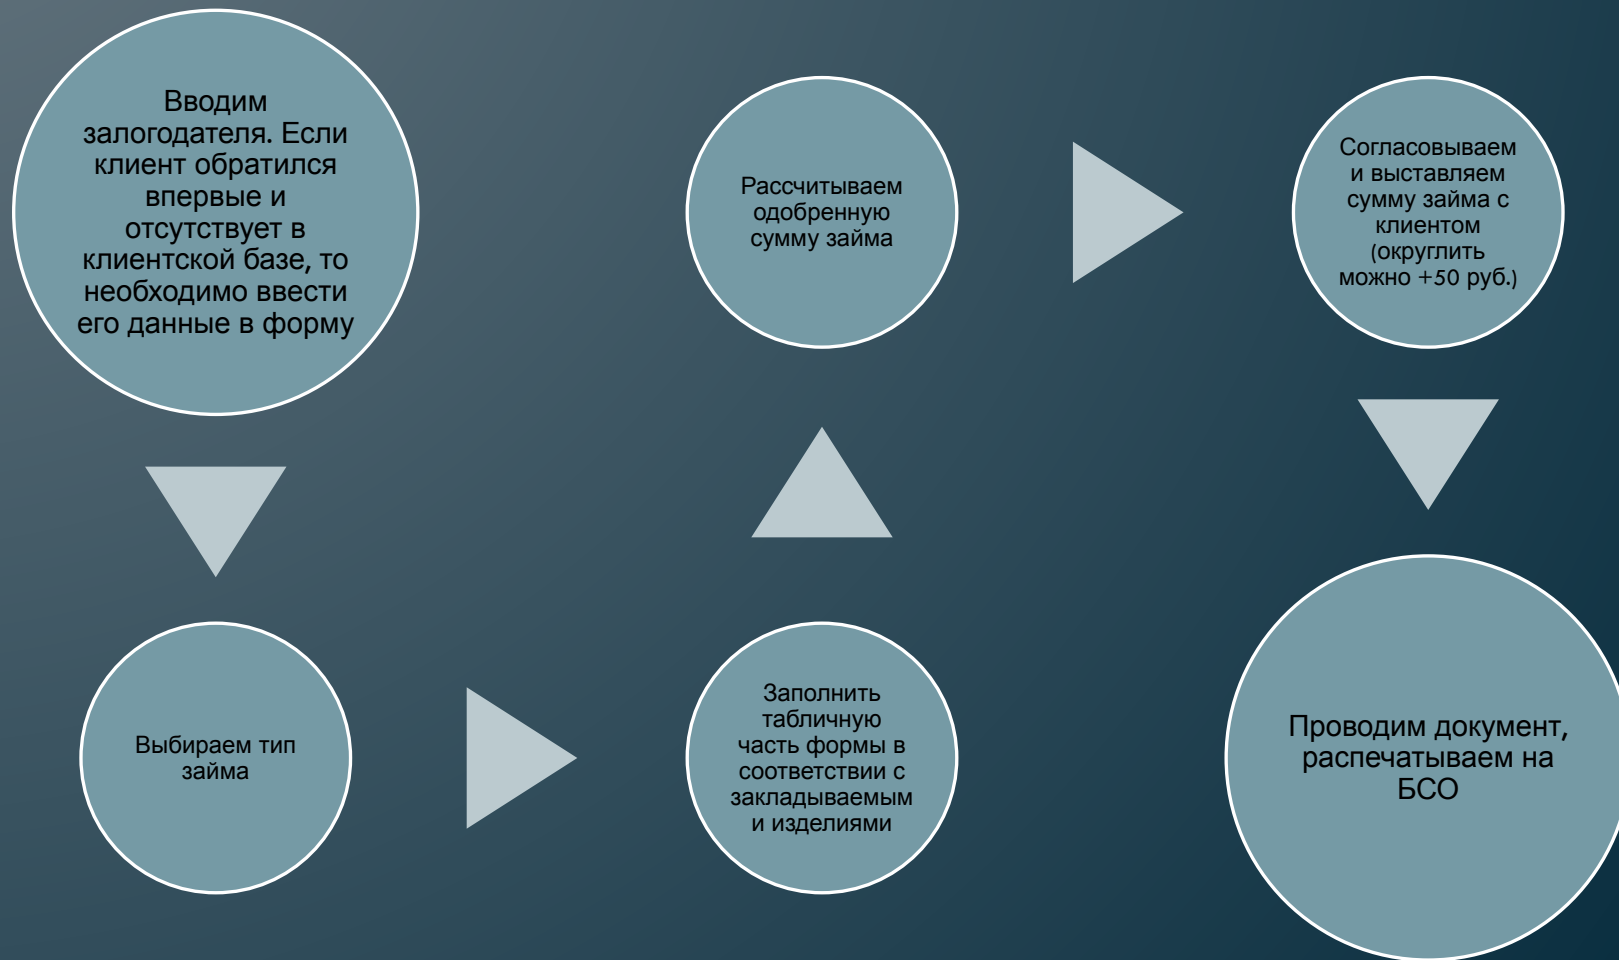 Вводим
залогодателя. Если
клиент обратился
впервые и
отсутствует в
клиентской базе, то
необходимо ввести
его данные в форму
Выбираем тип
займа
Заполнить
табличную
часть формы в
соответствии с
закладываемым
и изделиями
Рассчитываем
одобренную
сумму займа
Согласовываем
и выставляем
сумму займа с
клиентом
(округлить
можно +50 руб.)
Проводим документ,
распечатываем на
БСО